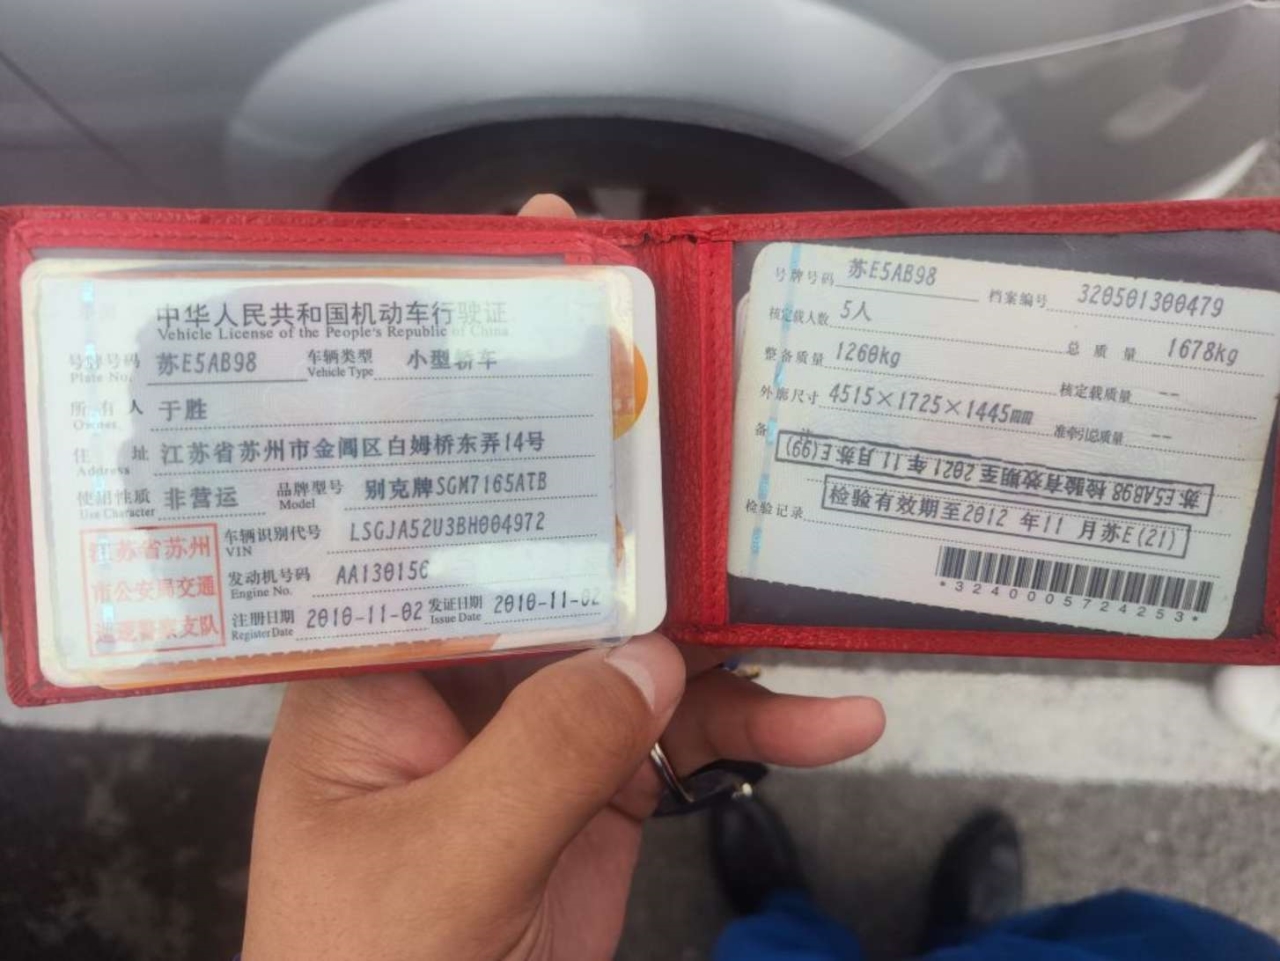 中华人民共和国机动车行驶证
Vehicle License of the People's Republic of China
号牌号码 苏E5AB98 车辆类型 小型轿车
Plate No. Vehicle Type
所有人 于胜
Owner
住址 江苏省苏州市金阊区白姆桥东弄14号
Address
使用性质 非营运 品牌型号 别克牌SGM7165ATB
Use Character Model
江苏省苏州
市公安局交通
巡逻警察支队
车辆识别代号 LSGJA52U3BH004972
VIN
发动机号码 AA130156
Engine No.
注册日期 2010-11-02 发证日期 2010-11-02
Register Date Issue Date
号牌号码 苏E5AB98 档案编号 320501300479
核定载人数 5人 总质量 1678kg
整备质量 1260kg 核定载质量 --
外廓尺寸 4515×1725×1445mm 准牵引总质量 --
备注
苏E5AB98 检验有效期至2021年11月苏E(99)
检验记录 检验有效期至2012年11月苏E(21)
*3240005724253*